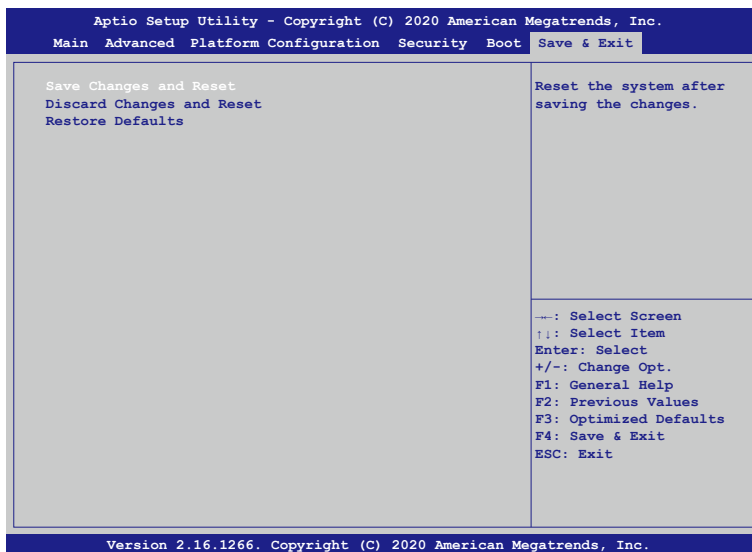 Aptio Setup Utility - Copyright (C) 2020 American Megatrends, Inc.
Main Advanced Platform Configuration Security Boot Save & Exit
Save Changes and Reset
Discard Changes and Reset
Restore Defaults
Reset the system after
saving the changes.
→←: Select Screen
↑↓: Select Item
Enter: Select
+/-: Change Opt.
F1: General Help
F2: Previous Values
F3: Optimized Defaults
F4: Save & Exit
ESC: Exit
Version 2.16.1266. Copyright (C) 2020 American Megatrends, Inc.